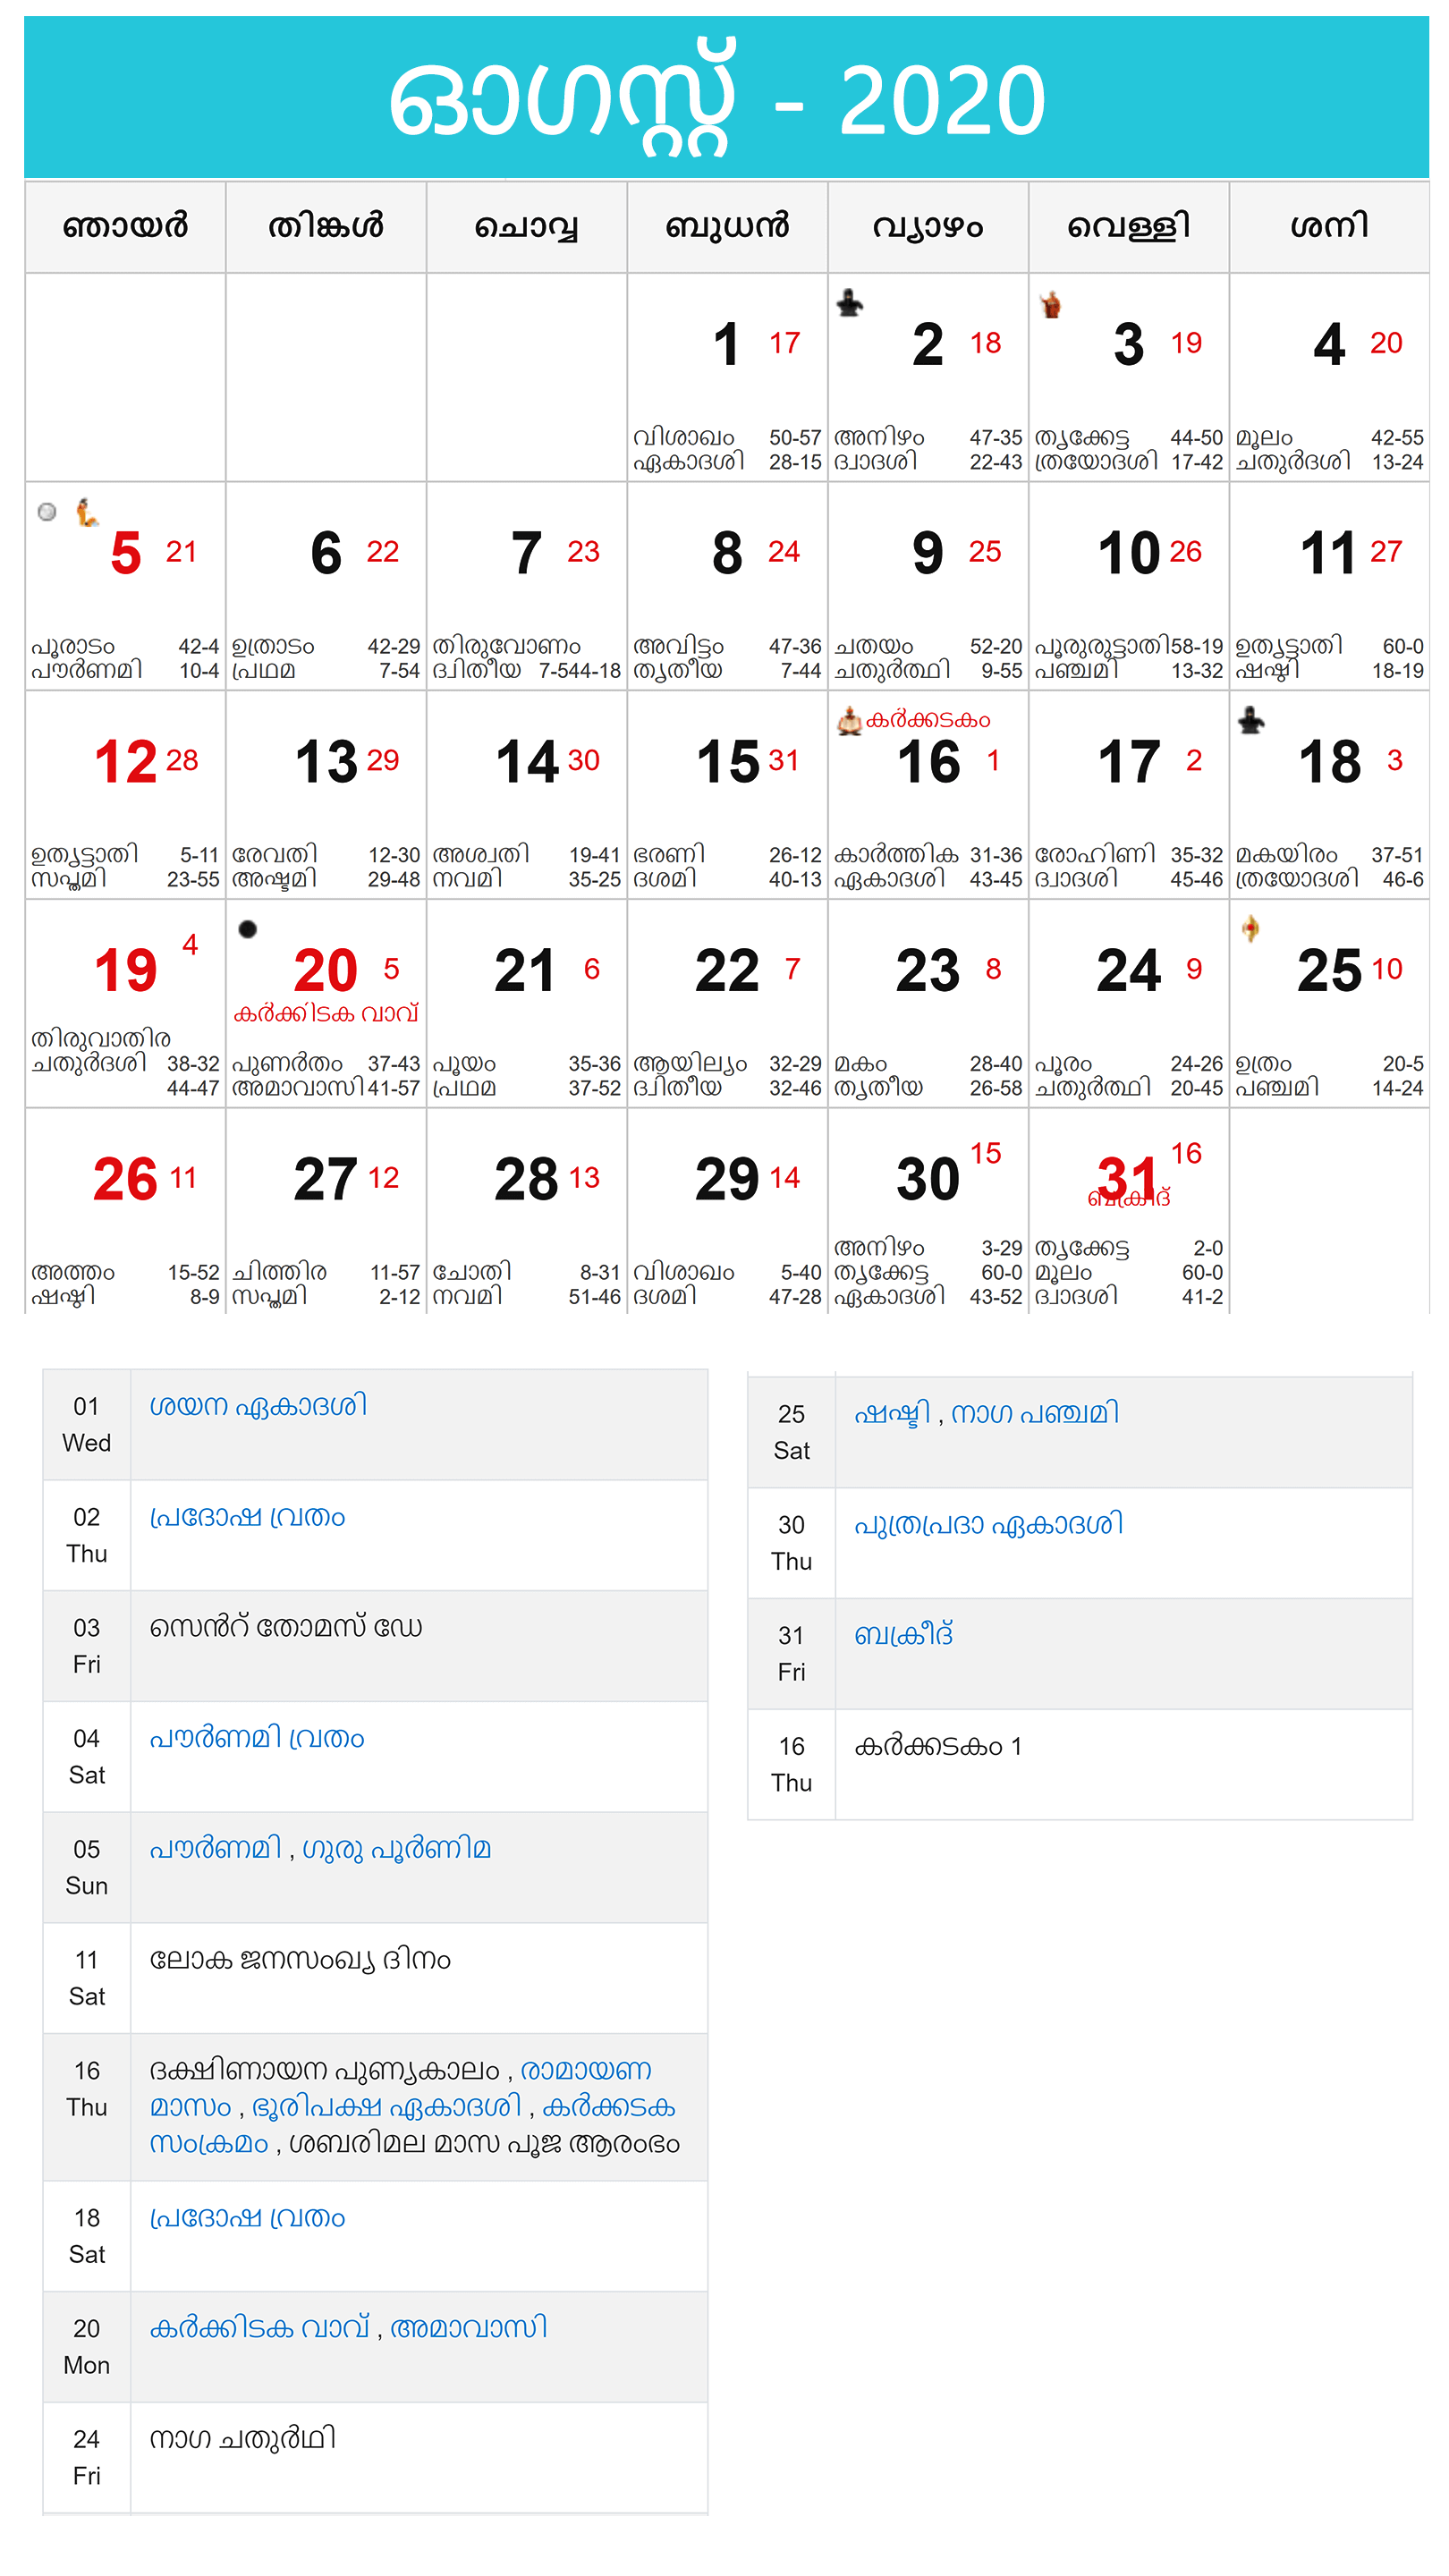 ഓഗസ്റ്റ് - 2020
ഞായർ തിങ്കൾ ചൊവ്വ ബുധൻ വ്യാഴം വെള്ളി ശനി
1 17 2 18 3 19 4 20
വിശാഖം 50-57 അനിഴം 47-35 തൃക്കേട്ട 44-50 മൂലം 42-55
ഏകാദശി 28-15 ദ്വാദശി 22-43 ത്രയോദശി 17-42 ചതുർദശി 13-24
5 21 6 22 7 23 8 24 9 25 10 26 11 27
പൂരാടം 42-4 ഉത്രാടം 42-29 തിരുവോണം അവിട്ടം 47-36 ചതയം 52-20 പൂരുരുട്ടാതി 58-19 ഉതൃട്ടാതി 60-0
പൗർണമി 10-4 പ്രഥമ 7-54 ദ്വിതീയ 7-544-18 തൃതീയ 7-44 ചതുർത്ഥി 9-55 പഞ്ചമി 13-32 ഷഷ്ഠി 18-19
കർക്കടകം
12 28 13 29 14 30 15 31 16 1 17 2 18 3
ഉതൃട്ടാതി 5-11 രേവതി 12-30 അശ്വതി 19-41 ഭരണി 26-12 കാർത്തിക 31-36 രോഹിണി 35-32 മകയിരം 37-51
സപ്തമി 23-55 അഷ്ടമി 29-48 നവമി 35-25 ദശമി 40-13 ഏകാദശി 43-45 ദ്വാദശി 45-46 ത്രയോദശി 46-6
19 4 20 5 21 6 22 7 23 8 24 9 25 10
കർക്കിടക വാവ്
തിരുവാതിര
ചതുർദശി 38-32 പുണർതം 37-43 പൂയം 35-36 ആയില്യം 32-29 മകം 28-40 പൂരം 24-26 ഉത്രം 20-5
44-47 അമാവാസി 41-57 പ്രഥമ 37-52 ദ്വിതീയ 32-46 തൃതീയ 26-58 ചതുർത്ഥി 20-45 പഞ്ചമി 14-24
26 11 27 12 28 13 29 14 30 15 31 16
ബക്രീദ്
അനിഴം 3-29 തൃക്കേട്ട 2-0
അത്തം 15-52 ചിത്തിര 11-57 ചോതി 8-31 വിശാഖം 5-40 തൃക്കേട്ട 60-0 മൂലം 60-0
ഷഷ്ഠി 8-9 സപ്തമി 2-12 നവമി 51-46 ദശമി 47-28 ഏകാദശി 43-52 ദ്വാദശി 41-2
01 ശയന ഏകാദശി
Wed
02 പ്രദോഷ വ്രതം
Thu
03 സെൻറ് തോമസ് ഡേ
Fri
04 പൗർണമി വ്രതം
Sat
05 പൗർണമി , ഗുരു പൂർണിമ
Sun
11 ലോക ജനസംഖ്യ ദിനം
Sat
16 ദക്ഷിണായന പുണ്യകാലം , രാമായണ
Thu മാസം , ഭൂരിപക്ഷ ഏകാദശി , കർക്കടക
സംക്രമം , ശബരിമല മാസ പൂജ ആരംഭം
18 പ്രദോഷ വ്രതം
Sat
20 കർക്കിടക വാവ് , അമാവാസി
Mon
24 നാഗ ചതുർഥി
Fri
25 ഷഷ്ടി , നാഗ പഞ്ചമി
Sat
30 പുത്രപ്രദാ ഏകാദശി
Thu
31 ബക്രീദ്
Fri
16 കർക്കടകം 1
Thu